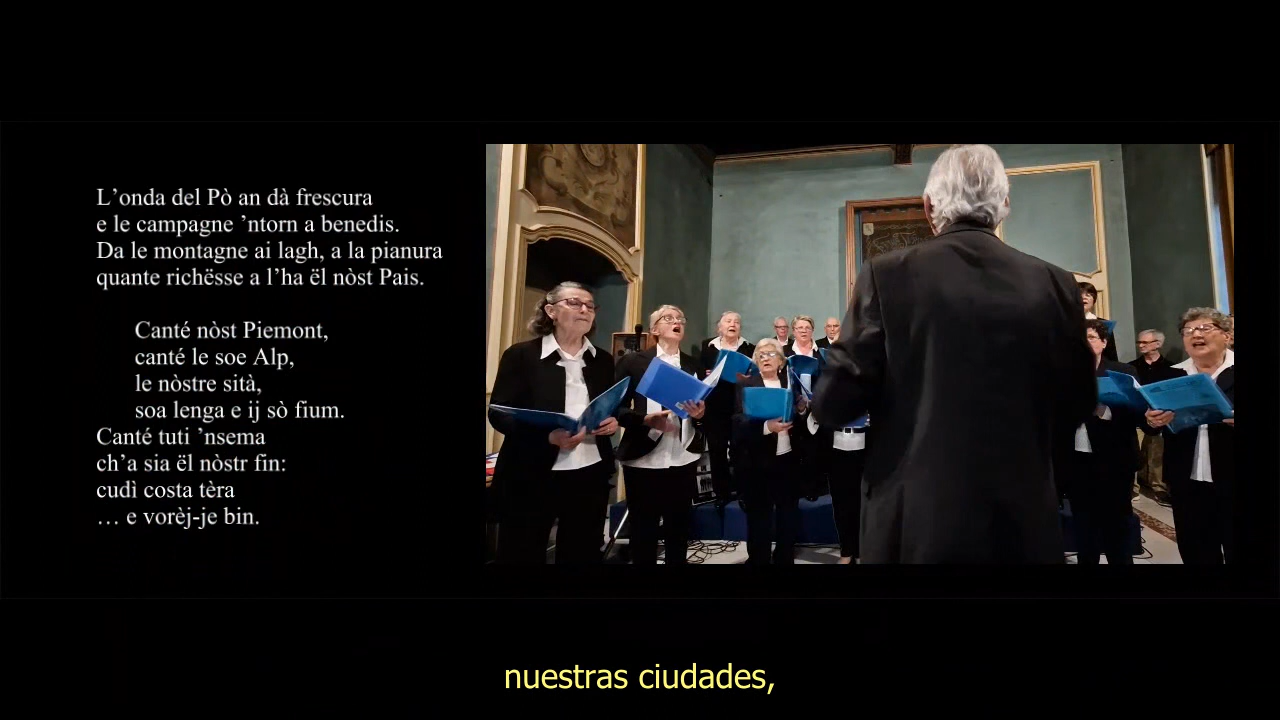 L’onda del Pò an dà frescura
e le campagne ’ntorn a benedis.
Da le montagne ai lagh, a la pianura
quante richësse a l’ha ël nòst Pais.
Canté nòst Piemont,
canté le soe Alp,
le nòstre sità,
soa lenga e ij sò fium.
Canté tuti ’nsema
ch’a sia ël nòstr fin:
cudì costa tèra
… e vorèj-je bin.
nuestras ciudades,